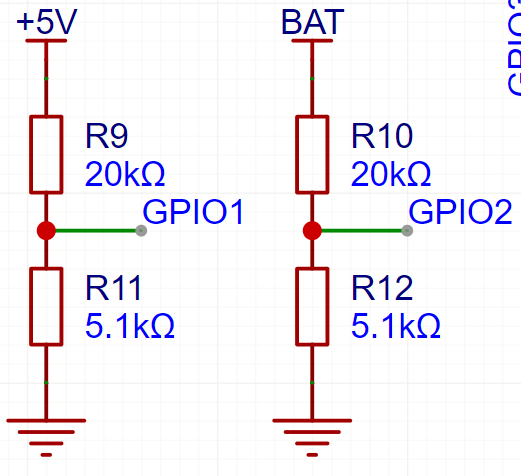 +5V
BAT
R9
20kΩ
R10
20kΩ
GPIO1
GPIO2
R11
5.1kΩ
R12
5.1kΩ